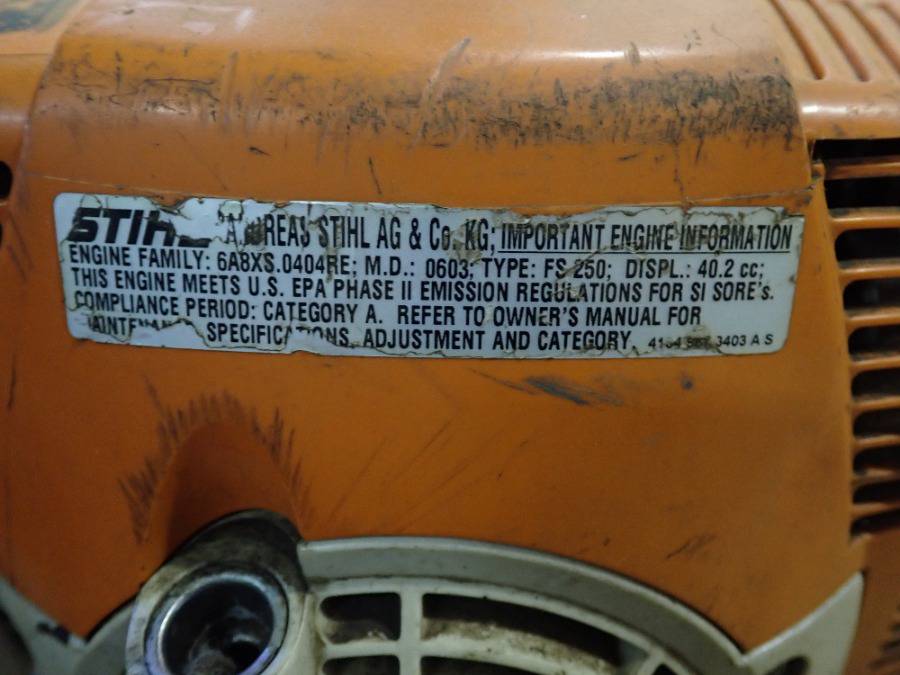 STIHL ANDREAS STIHL AG & Co. KG; IMPORTANT ENGINE INFORMATION
ENGINE FAMILY: 6A8XS.0404RE; M.D.: 0603; TYPE: FS 250; DISPL.: 40.2 cc;
THIS ENGINE MEETS U.S. EPA PHASE II EMISSION REGULATIONS FOR SI SORE's.
COMPLIANCE PERIOD: CATEGORY A. REFER TO OWNER'S MANUAL FOR
MAINTENANCE, SPECIFICATIONS, ADJUSTMENT AND CATEGORY. 3403 A S